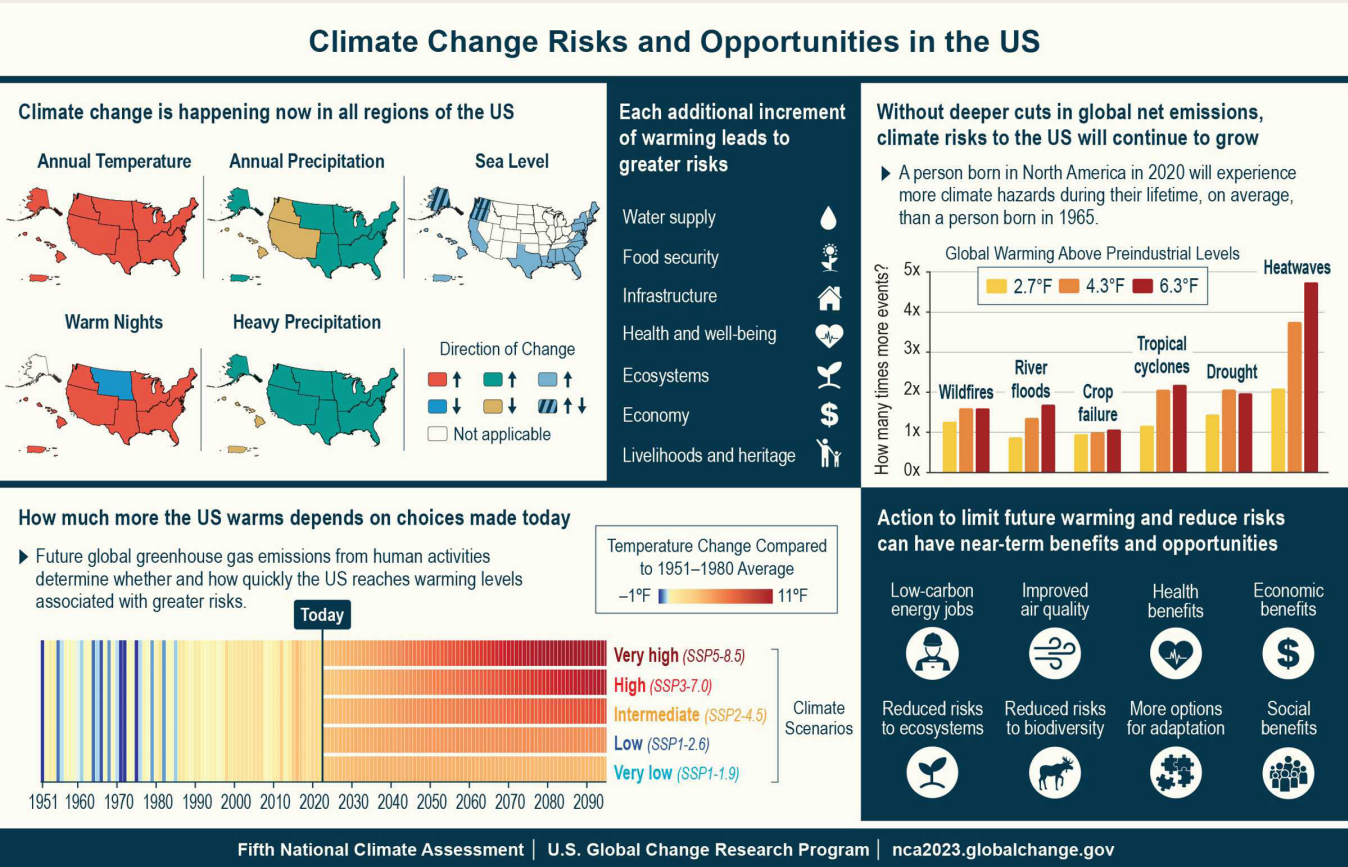 Climate Change Risks and Opportunities in the US
Climate change is happening now in all regions of the US
Annual Temperature
Annual Precipitation
Sea Level
Warm Nights
Heavy Precipitation
Direction of Change
↑ ↑ ↑
↓ ↓ ↑↓
Not applicable
Each additional increment
of warming leads to
greater risks
Water supply
Food security
Infrastructure
Health and well-being
Ecosystems
Economy
$
Livelihoods and heritage
Without deeper cuts in global net emissions,
climate risks to the US will continue to grow
A person born in North America in 2020 will experience
more climate hazards during their lifetime, on average,
than a person born in 1965.
Global Warming Above Preindustrial Levels
2.7°F 4.3°F 6.3°F
How many times more events?
5x
4x
3x
2x
1x
0x
Wildfires
River
floods
Crop
failure
Tropical
cyclones
Drought
Heatwaves
How much more the US warms depends on choices made today
Future global greenhouse gas emissions from human activities
determine whether and how quickly the US reaches warming levels
associated with greater risks.
Temperature Change Compared
to 1951–1980 Average
–1°F 11°F
Today
Very high (SSP5-8.5)
High (SSP3-7.0)
Intermediate (SSP2-4.5)
Low (SSP1-2.6)
Very low (SSP1-1.9)
Climate
Scenarios
1951 1960 1970 1980 1990 2000 2010 2020 2030 2040 2050 2060 2070 2080 2090
Action to limit future warming and reduce risks
can have near-term benefits and opportunities
Low-carbon
energy jobs
Improved
air quality
Health
benefits
Economic
benefits
$
Reduced risks
to ecosystems
Reduced risks
to biodiversity
More options
for adaptation
Social
benefits
Fifth National Climate Assessment | U.S. Global Change Research Program | nca2023.globalchange.gov